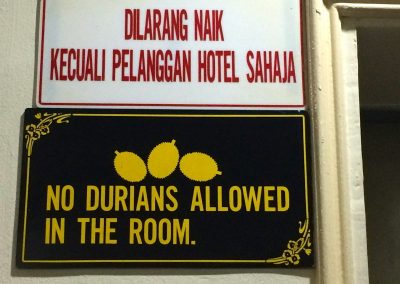 DILARANG NAIK
KECUALI PELANGGAN HOTEL SAHAJA
NO DURIANS ALLOWED
IN THE ROOM.